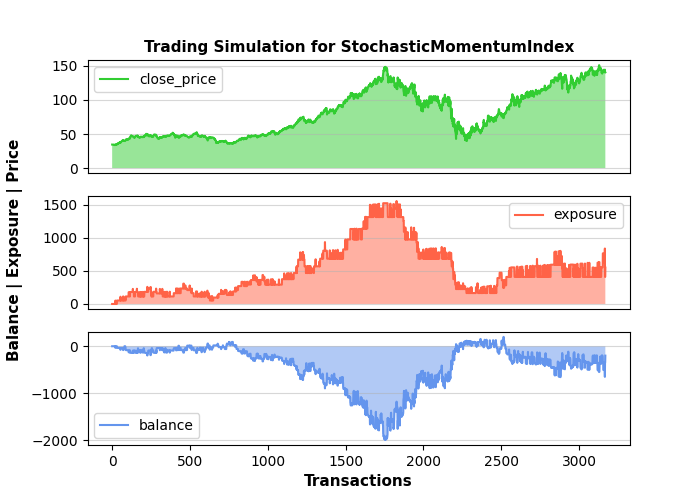 Trading Simulation for StochasticMomentumIndex
150
100
50
0
close_price
1500
1000
500
0
exposure
0
−1000
−2000
balance
0 500 1000 1500 2000 2500 3000
Transactions
Balance | Exposure | Price